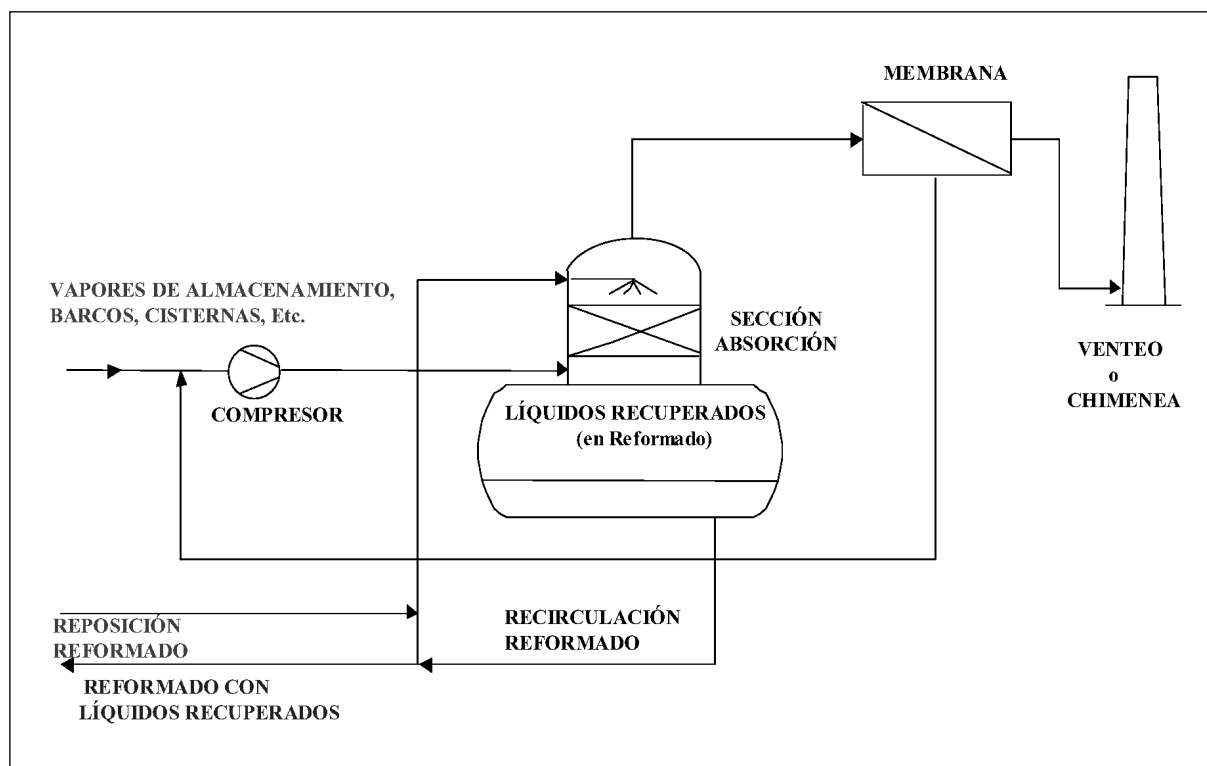 MEMBRANA
VAPORES DE ALMACENAMIENTO,
BARCOS, CISTERNAS, Etc.
COMPRESOR
SECCIÓN
ABSORCIÓN
VENTEO
o
CHIMENEA
LÍQUIDOS RECUPERADOS
(en Reformado)
REPOSICIÓN
REFORMADO
RECIRCULACIÓN
REFORMADO
REFORMADO CON
LÍQUIDOS RECUPERADOS